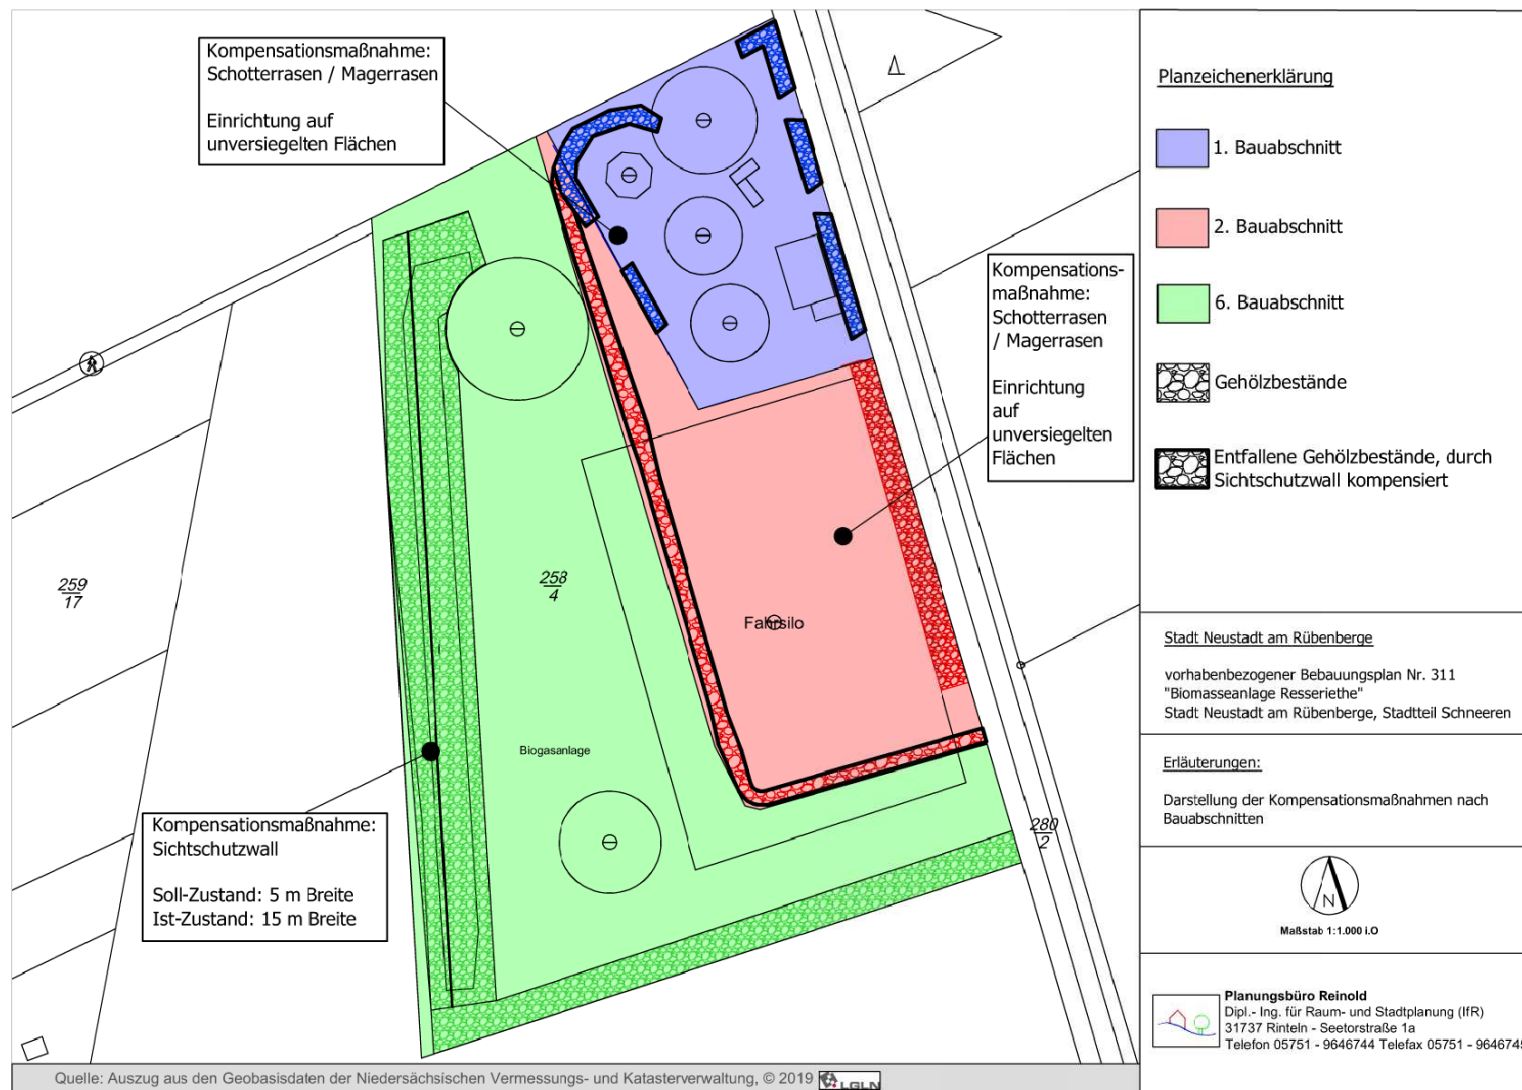 Kompensationsmaßnahme:
Schotterrasen / Magerrasen
Einrichtung auf
unversiegelten Flächen
Kompensations-
maßnahme:
Schotterrasen
/ Magerrasen
Einrichtung
auf
unversiegelten
Flächen
259
17
258
4
Fahrsilo
Biogasanlage
280
2
Kompensationsmaßnahme:
Sichtschutzwall
Soll-Zustand: 5 m Breite
Ist-Zustand: 15 m Breite
Planzeichenerklärung
1. Bauabschnitt
2. Bauabschnitt
6. Bauabschnitt
Gehölzbestände
Entfallene Gehölzbestände, durch
Sichtschutzwall kompensiert
Stadt Neustadt am Rübenberge
vorhabenbezogener Bebauungsplan Nr. 311
"Biomasseanlage Resseriethe"
Stadt Neustadt am Rübenberge, Stadtteil Schneeren
Erläuterungen:
Darstellung der Kompensationsmaßnahmen nach
Bauabschnitten
N
Maßstab 1:1.000 i.O
Planungsbüro Reinold
Dipl.- Ing. für Raum- und Stadtplanung (IfR)
31737 Rinteln - Seetorstraße 1a
Telefon 05751 - 9646744 Telefax 05751 - 9646745
Quelle: Auszug aus den Geobasisdaten der Niedersächsischen Vermessungs- und Katasterverwaltung, © 2019 LGLN